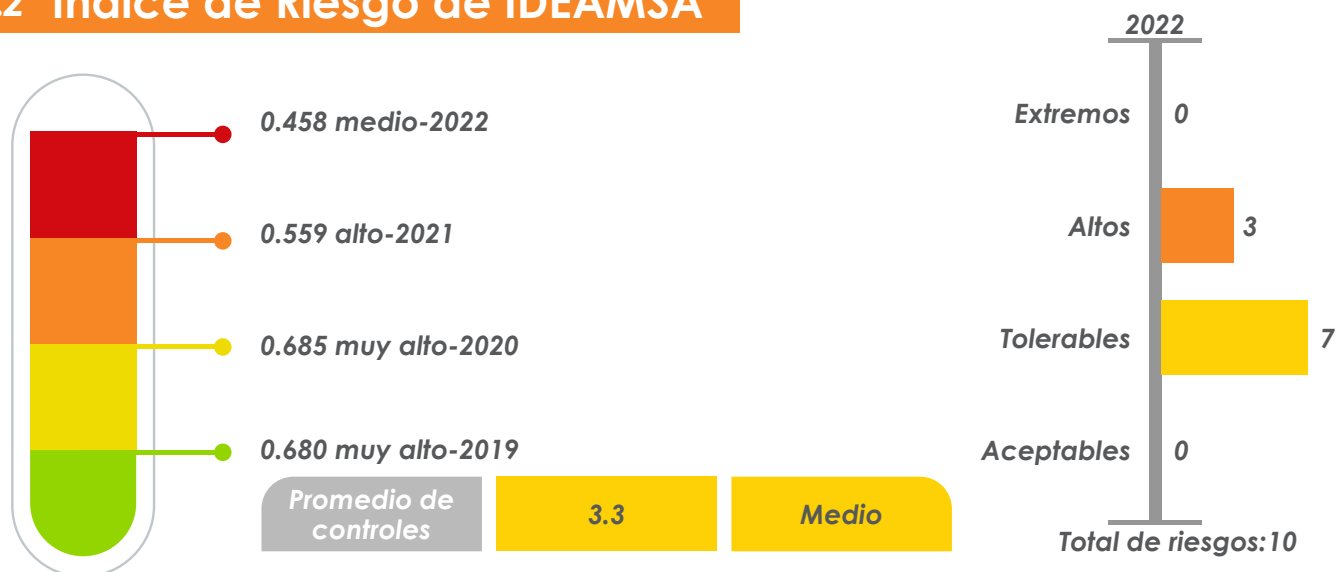 .2 Índice de Riesgo de IDEAMSA
0.458 medio-2022
0.559 alto-2021
0.685 muy alto-2020
0.680 muy alto-2019
Promedio de
controles
3.3
Medio
2022
Extremos 0
Altos 3
Tolerables 7
Aceptables 0
Total de riesgos:10